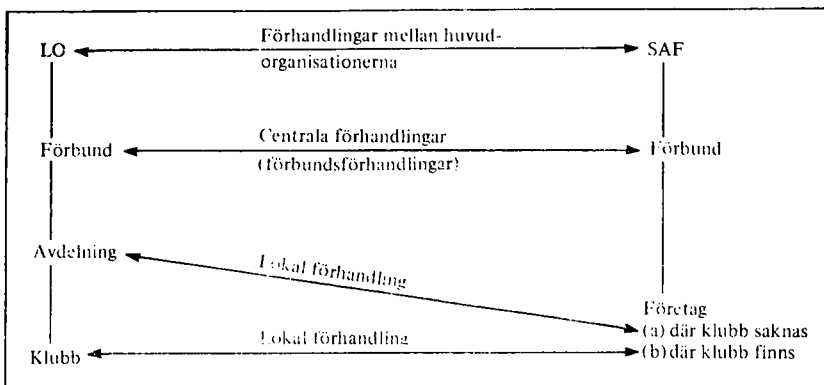 Förhandlingar mellan huvud-
LO SAF
organisationerna
Centrala förhandlingar
Förbund Förbund
(förbundsförhandlingar)
Avdelning
Lokal förhandling
Företag
(a) där klubb saknas
Lokal förhandling
Klubb (b) där klubb finns